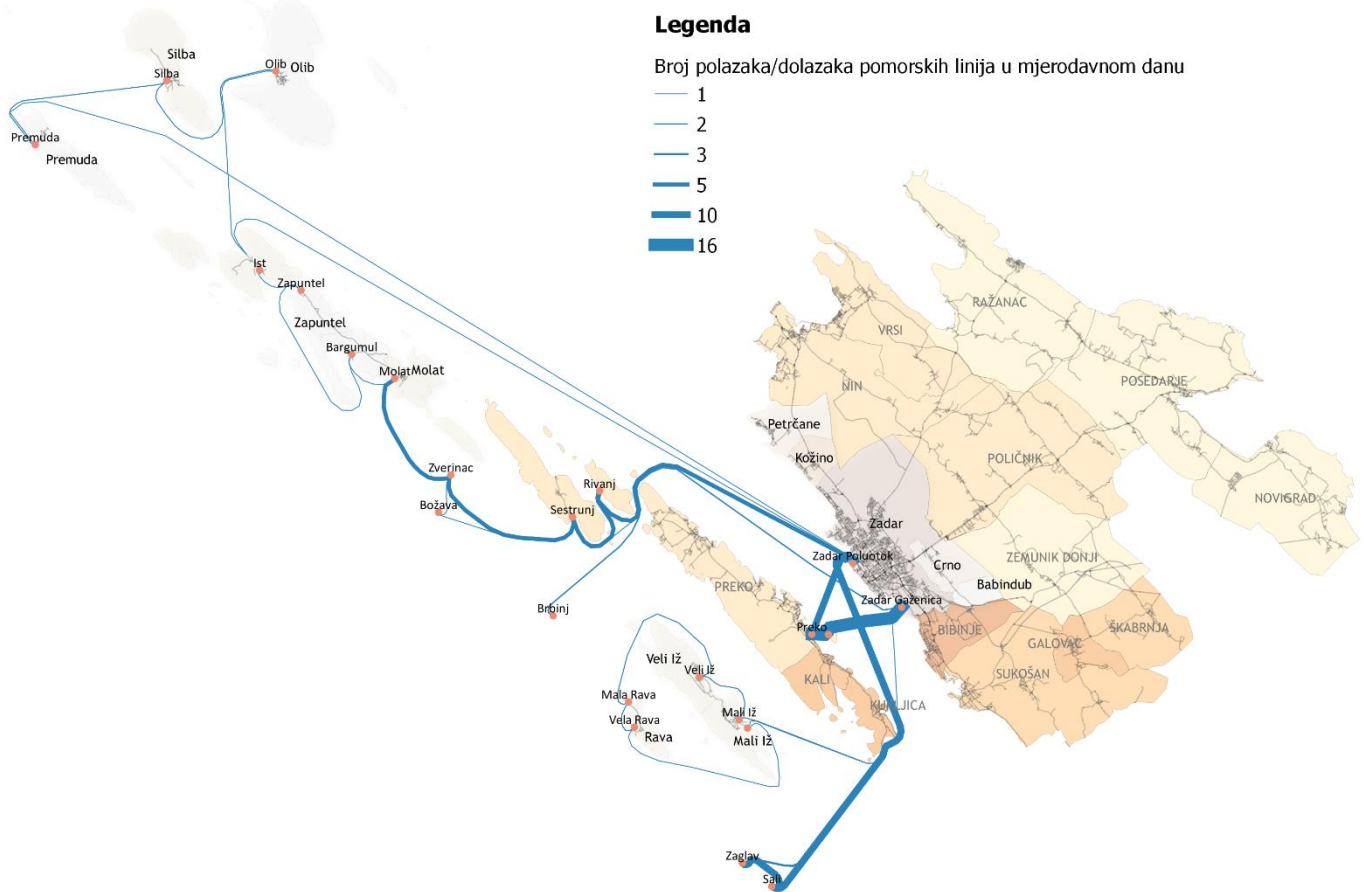 Legenda
Broj polazaka/dolazaka pomorskih linija u mjerodavnom danu
1
2
3
5
10
16
Silba
Silba
Olib
Olib
Premuda
Premuda
Ist
Zapuntel
Zapuntel
Bargumul
Molat
Molat
Zverinac
Božava
Sestrunj
Rivanj
Brbinj
RAŽANAC
VRSI
NIN
POSEDARJE
Petrčane
Kožino
POLIČNIK
NOVIGRAD
Zadar
Zadar Poluotok
Crno
ZEMUNIK DONJI
Babindub
PREKO
Zadar Gaženica
Preko
BIBINJE
GALOVAC
ŠKABRNJA
SUKOŠAN
KALI
Veli Iž
Veli Iž
Mala Rava
Vela Rava
Rava
Mali Iž
Mali Iž
Zaglav
Sali